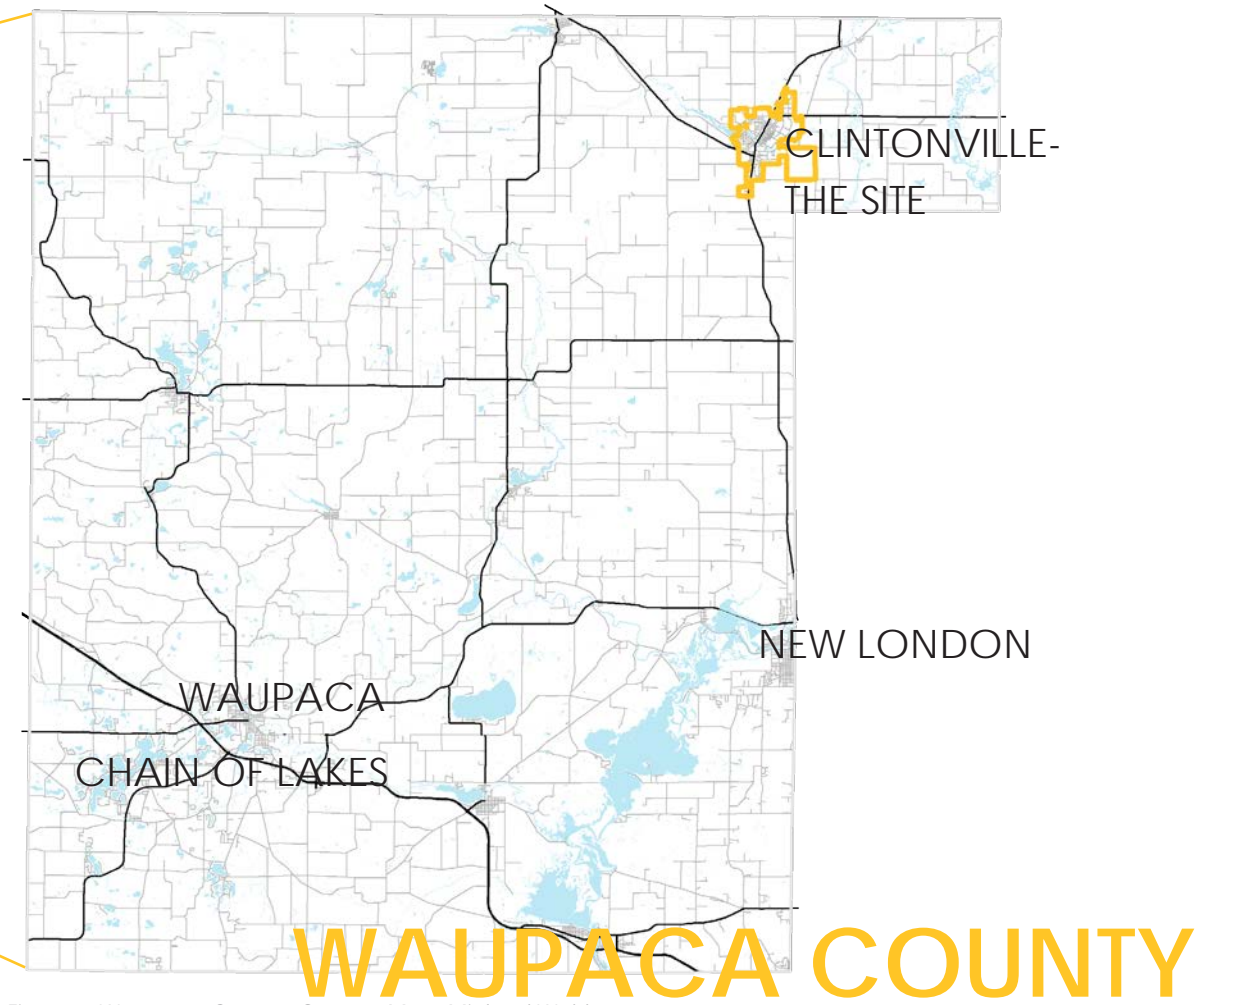 CLINTONVILLE-
THE SITE
NEW LONDON
WAUPACA
CHAIN OF LAKES
WAUPACA COUNTY